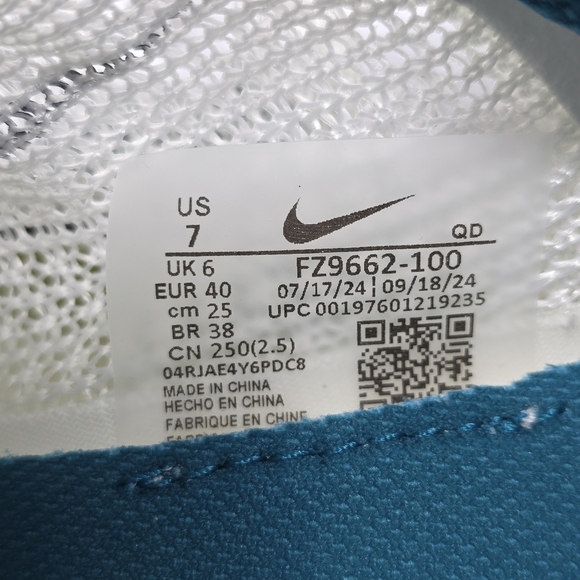 US
7
QD
UK 6
FZ9662-100
EUR 40
07/17/24 | 09/18/24
cm 25
UPC 00197601219235
BR 38
CN 250(2.5)
04RJAE4Y6PDC8
MADE IN CHINA
HECHO EN CHINA
FABRIQUE EN CHINE